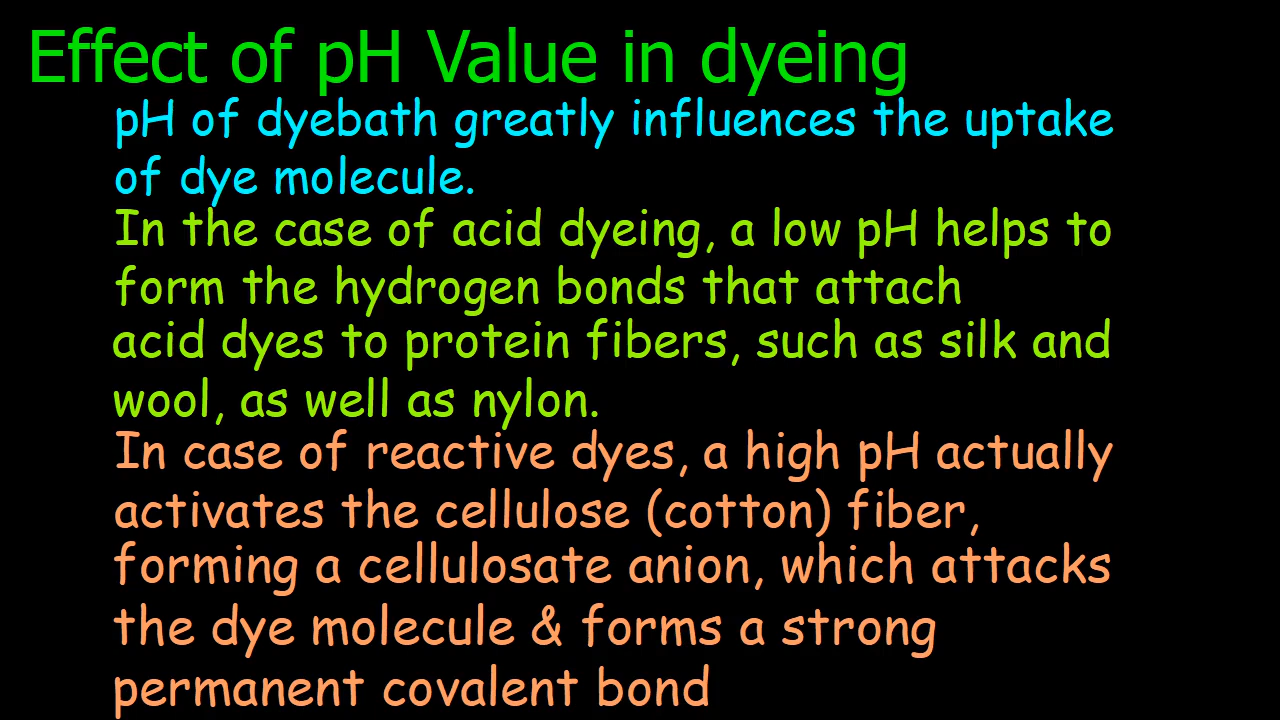 Effect of pH Value in dyeing
pH of dyebath greatly influences the uptake
of dye molecule.
In the case of acid dyeing, a low pH helps to
form the hydrogen bonds that attach
acid dyes to protein fibers, such as silk and
wool, as well as nylon.
In case of reactive dyes, a high pH actually
activates the cellulose (cotton) fiber,
forming a cellulosate anion, which attacks
the dye molecule & forms a strong
permanent covalent bond